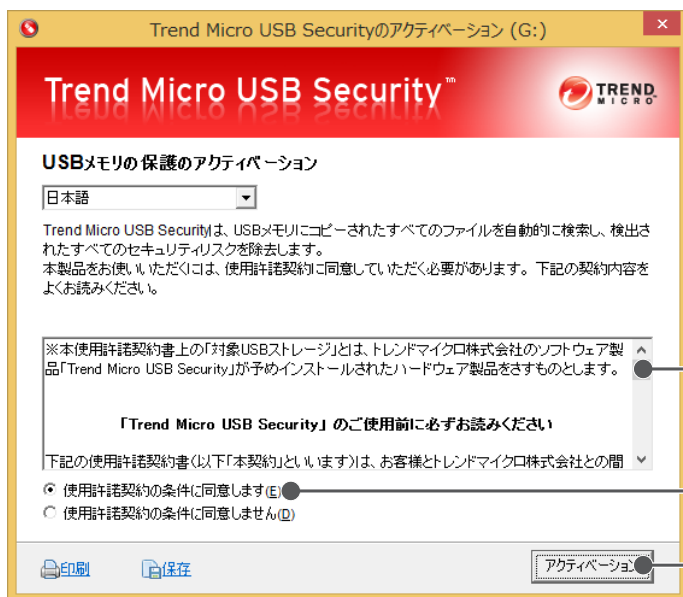 Trend Micro USB Securityのアクティベーション (G:)
Trend Micro USB Security™
TREND MICRO
USBメモリの保護のアクティベーション
日本語
Trend Micro USB Securityは、USBメモリにコピーされたすべてのファイルを自動的に検索し、検出さ
れたすべてのセキュリティリスクを除去します。
本製品をお使いいただくには、使用許諾契約に同意していただく必要があります。下記の契約内容を
よくお読みください。
※本使用許諾契約書上の「対象USBストレージ」とは、トレンドマイクロ株式会社のソフトウェア製
品「Trend Micro USB Security」が予めインストールされたハードウェア製品をさすものとします。
「Trend Micro USB Security」のご使用前に必ずお読みください
下記の使用許諾契約書(以下「本契約」といいます)は、お客様とトレンドマイクロ株式会社との間
使用許諾契約の条件に同意します(E)
使用許諾契約の条件に同意しません(D)
印刷
保存
アクティベーション